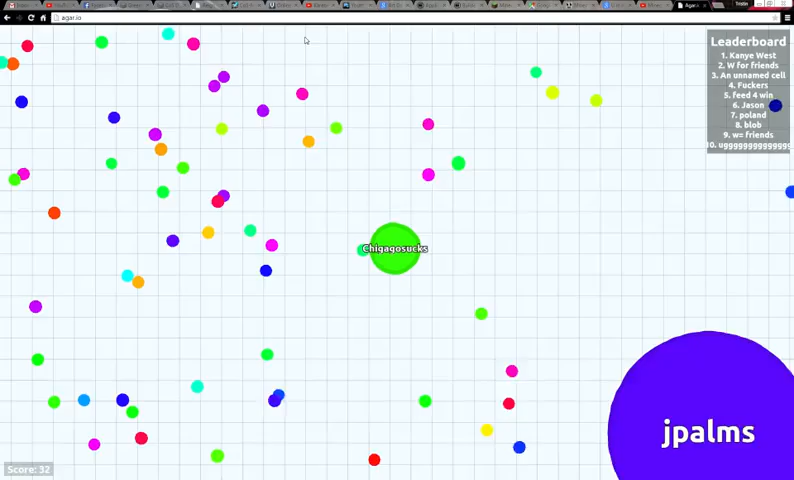 agar.io
Tristin
Leaderboard
1. Kanye West
2. W for friends
3. An unnamed cell
4. Fuckers
5. feed 4 win
6. Jason
7. poland
8. blob
9. w= friends
Chigagosucks
jpalms
Score: 32